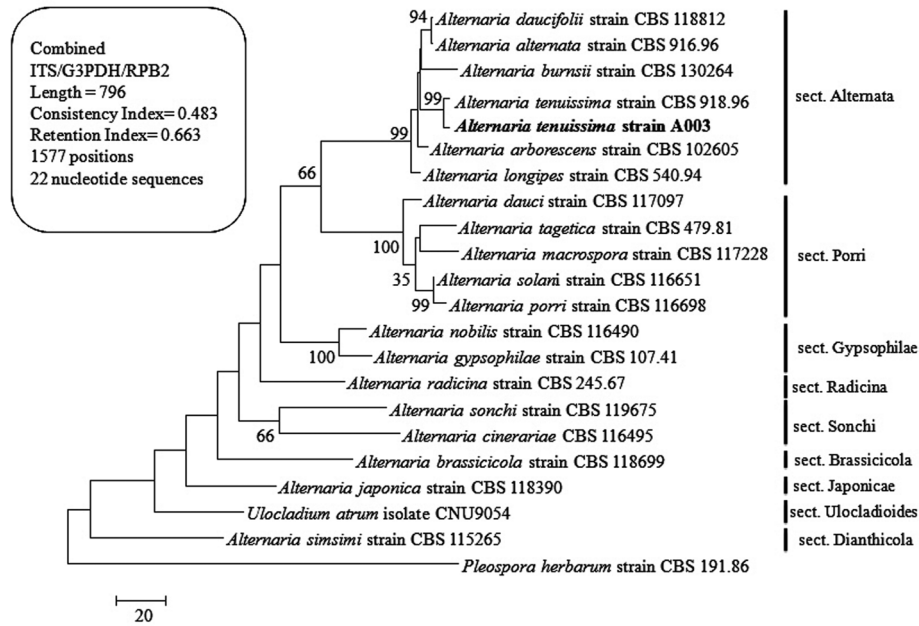 Combined
ITS/G3PDH/RPB2
Length = 796
Consistency Index= 0.483
Retention Index= 0.663
1577 positions
22 nucleotide sequences
94
Alternaria daucifolii strain CBS 118812
Alternaria alternata strain CBS 916.96
Alternaria burnsii strain CBS 130264
99
Alternaria tenuissima strain CBS 918.96
Alternaria tenuissima strain A003
99
Alternaria arborescens strain CBS 102605
Alternaria longipes strain CBS 540.94
sect. Alternata
66
Alternaria dauci strain CBS 117097
Alternaria tagetica strain CBS 479.81
100
Alternaria macrospora strain CBS 117228
35
Alternaria solani strain CBS 116651
99
Alternaria porri strain CBS 116698
sect. Porri
Alternaria nobilis strain CBS 116490
100
Alternaria gypsophilae strain CBS 107.41
sect. Gypsophilae
Alternaria radicina strain CBS 245.67
sect. Radicina
Alternaria sonchi strain CBS 119675
66
Alternaria cinerariae CBS 116495
sect. Sonchi
Alternaria brassicicola strain CBS 118699
sect. Brassicicola
Alternaria japonica strain CBS 118390
sect. Japonicae
Ulocladium atrum isolate CNU9054
sect. Ulocladioides
Alternaria simsimi strain CBS 115265
sect. Dianthicola
Pleospora herbarum strain CBS 191.86
20